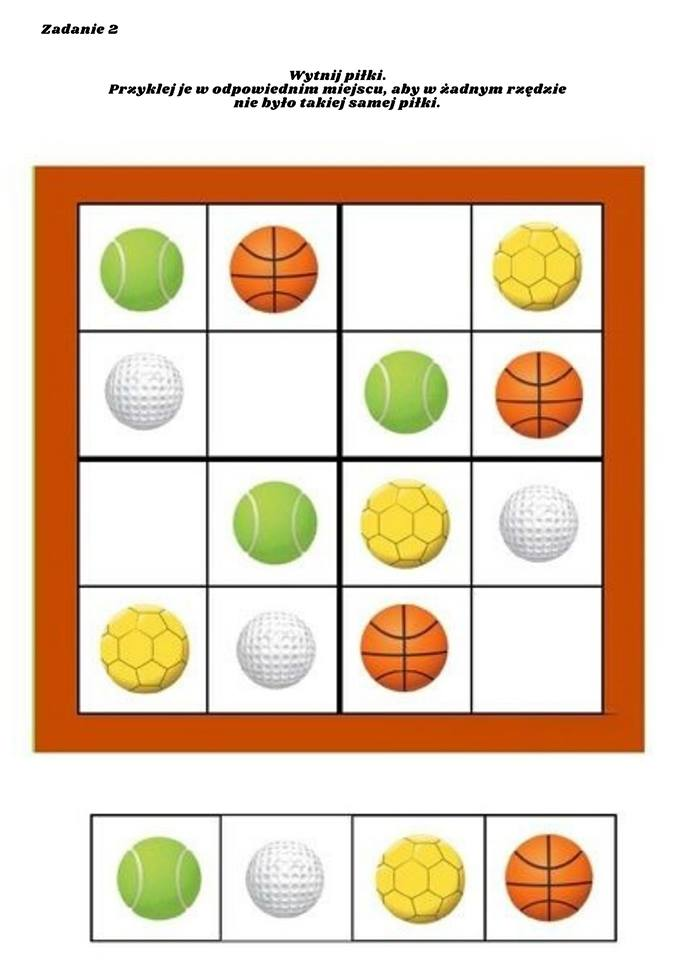 Zadanie 2
Wytnij piłki.
Przyklej je w odpowiednim miejscu, aby w żadnym rzędzie
nie było takiej samej piłki.